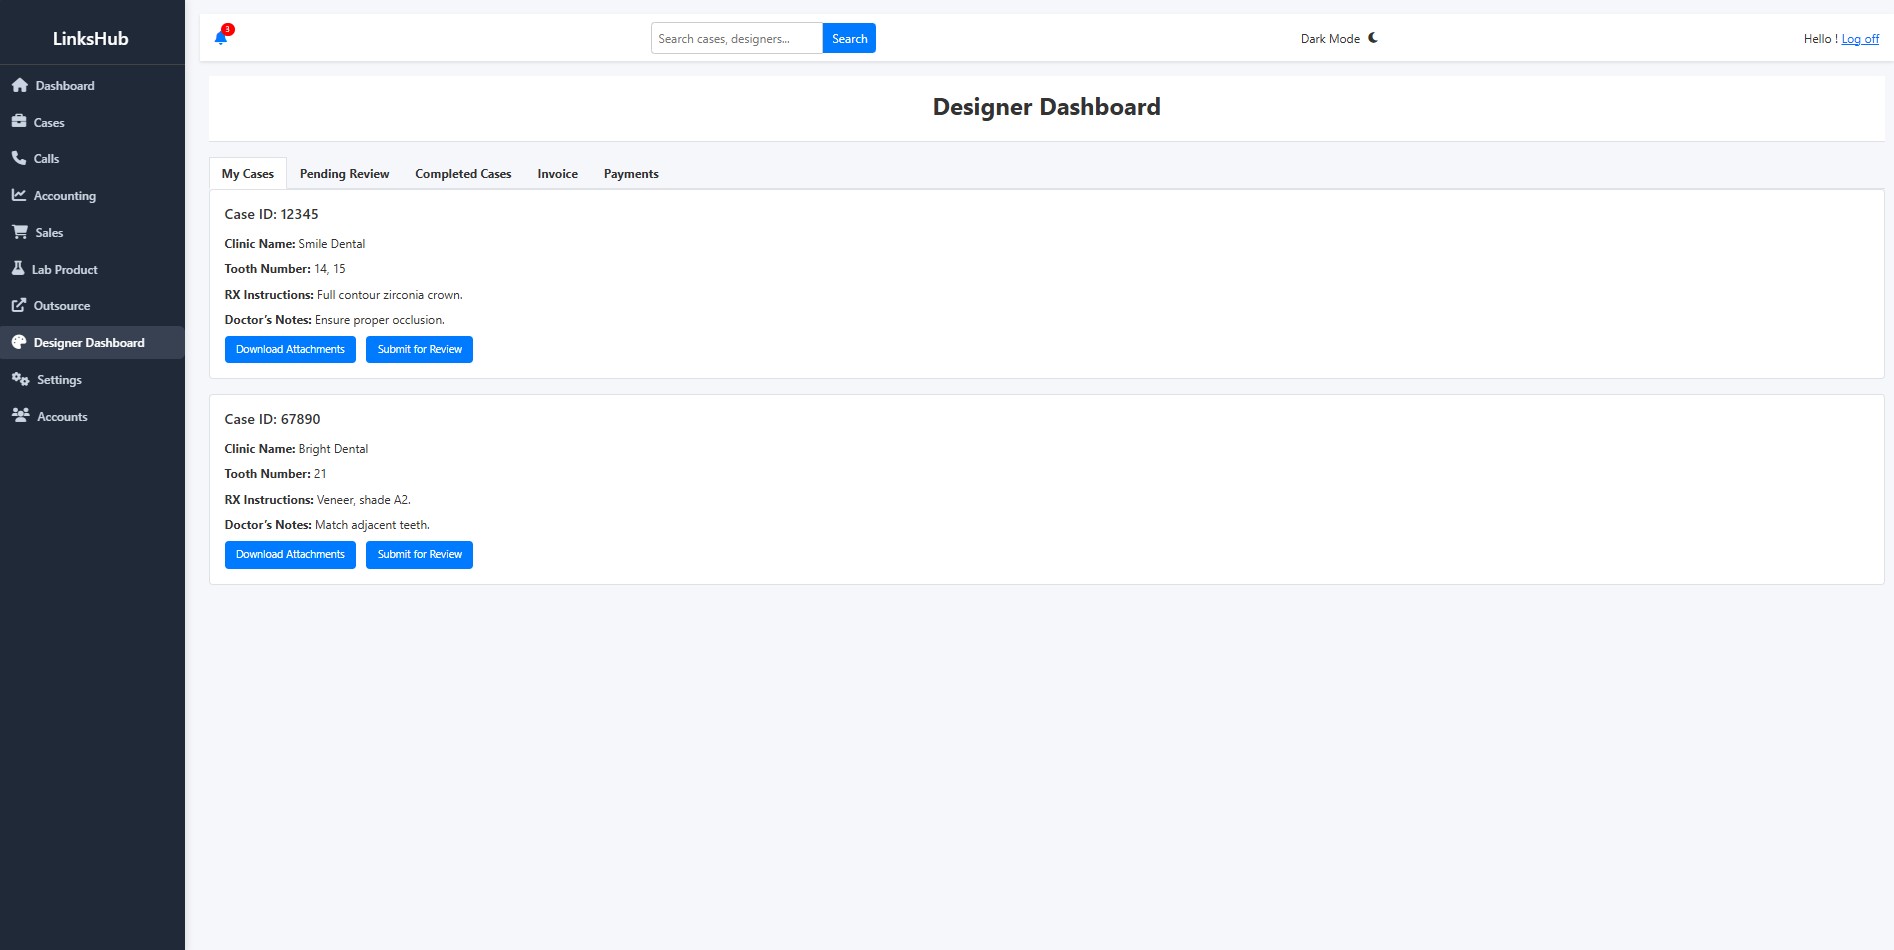 LinksHub
Dashboard
Cases
Calls
Accounting
Sales
Lab Product
Outsource
Designer Dashboard
Settings
Accounts
3
Search cases, designers...
Search
Dark Mode
Hello ! Log off
Designer Dashboard
My Cases
Pending Review
Completed Cases
Invoice
Payments
Case ID: 12345
Clinic Name: Smile Dental
Tooth Number: 14, 15
RX Instructions: Full contour zirconia crown.
Doctor’s Notes: Ensure proper occlusion.
Download Attachments
Submit for Review
Case ID: 67890
Clinic Name: Bright Dental
Tooth Number: 21
RX Instructions: Veneer, shade A2.
Doctor’s Notes: Match adjacent teeth.
Download Attachments
Submit for Review